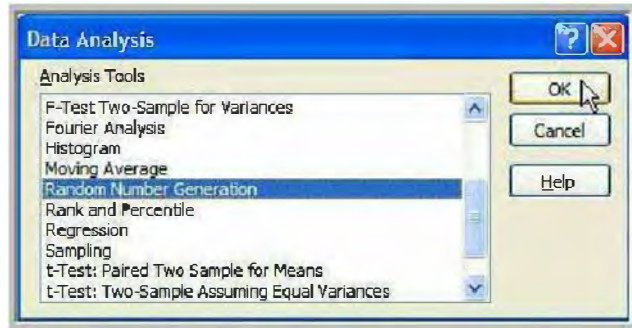 Data Analysis
Analysis Tools
F-Test Two-Sample for Variances
Fourier Analysis
Histogram
Moving Average
Random Number Generation
Rank and Percentile
Regression
Sampling
t-Test: Paired Two Sample for Means
t-Test: Two-Sample Assuming Equal Variances
OK
Cancel
Help